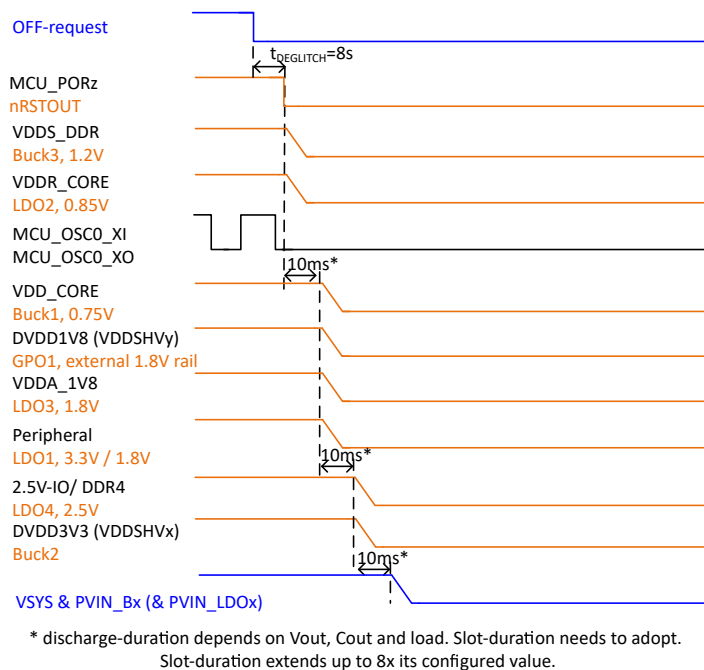 OFF-request
tDEGLITCH=8s
MCU_PORz
nRSTOUT
VDDS_DDR
Buck3, 1.2V
VDDR_CORE
LDO2, 0.85V
MCU_OSC0_XI
MCU_OSC0_XO
10ms*
VDD_CORE
Buck1, 0.75V
DVDD1V8 (VDDSHVy)
GPO1, external 1.8V rail
VDDA_1V8
LDO3, 1.8V
Peripheral
LDO1, 3.3V / 1.8V
10ms*
2.5V-IO/ DDR4
LDO4, 2.5V
DVDD3V3 (VDDSHVx)
Buck2
10ms*
VSYS & PVIN_Bx (& PVIN_LDOx)
* discharge-duration depends on Vout, Cout and load. Slot-duration needs to adopt.
Slot-duration extends up to 8x its configured value.